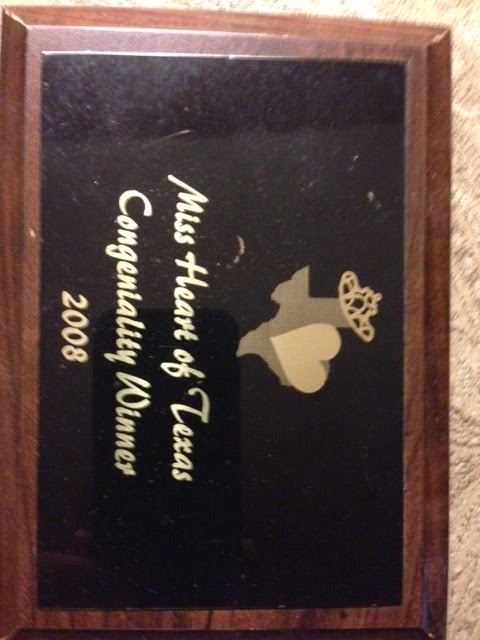 Miss Heart of Texas
Congeniality Winner
2008